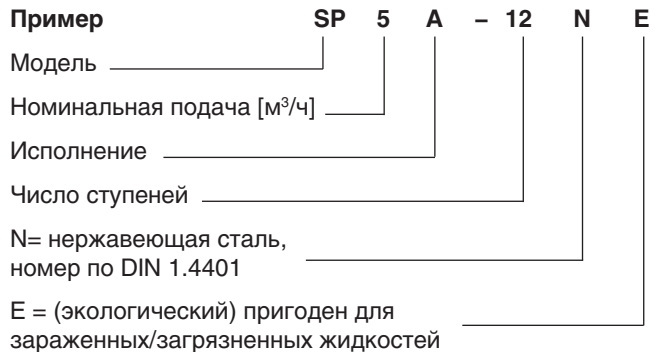 Пример SP 5 A – 12 N E
Модель
Номинальная подача [м³/ч]
Исполнение
Число ступеней
N= нержавеющая сталь,
номер по DIN 1.4401
E = (экологический) пригоден для
зараженных/загрязненных жидкостей